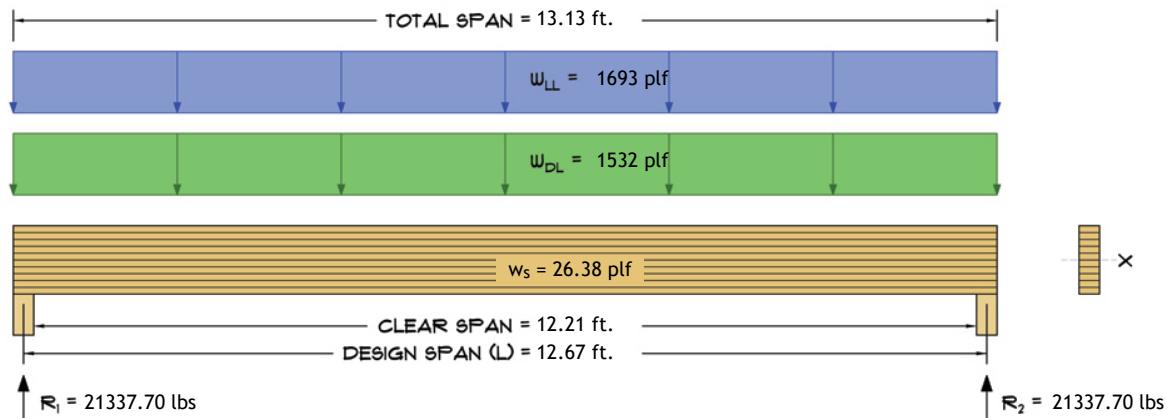 TOTAL SPAN = 13.13 ft.
WLL = 1693 plf
WDL = 1532 plf
ws = 26.38 plf
X
CLEAR SPAN = 12.21 ft.
DESIGN SPAN (L) = 12.67 ft.
R1 = 21337.70 lbs
R2 = 21337.70 lbs